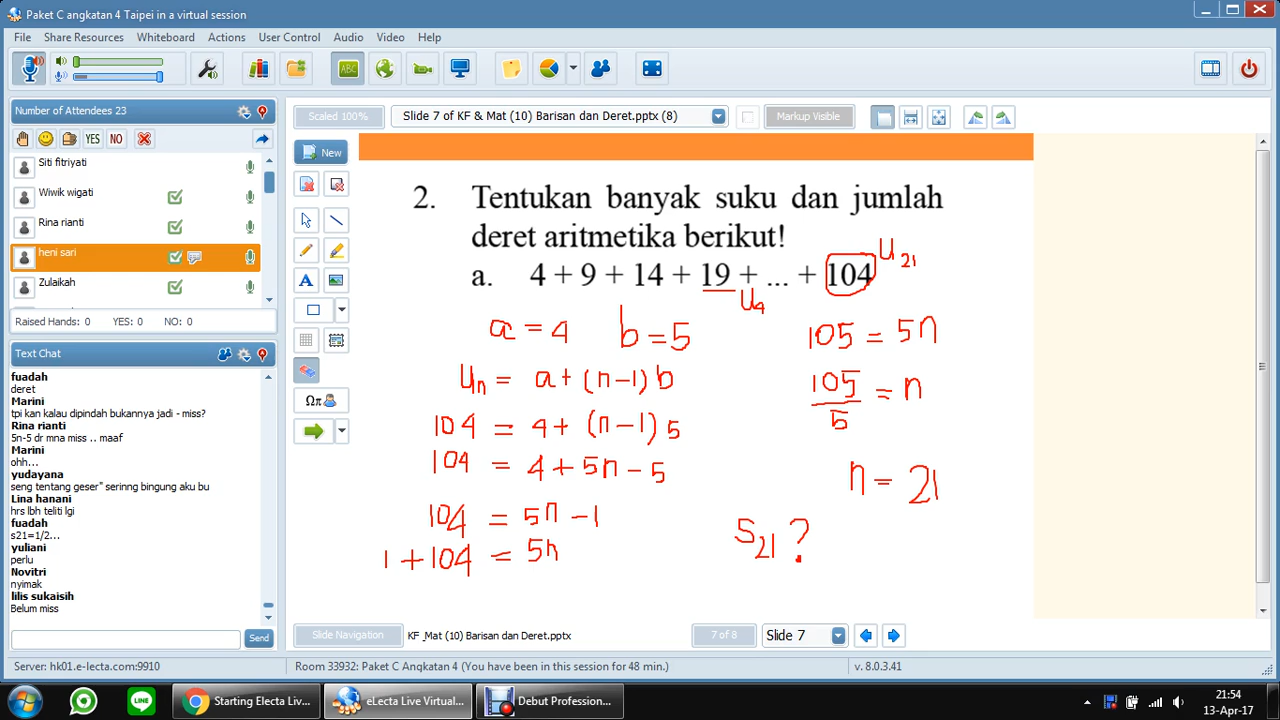 Paket C angkatan 4 Taipei in a virtual session
File Share Resources Whiteboard Actions User Control Audio Video Help
Number of Attendees 23
YES NO
Siti fitriyati
Wiwik wigati
Rina rianti
heni sari
Zulaikah
Raised Hands: 0 YES: 0 NO: 0
Text Chat
fuadah
deret
Marini
tpi kan kalau dipindah bukannya jadi - miss?
Rina rianti
5n-5 dr mna miss .. maaf
Marini
ohh...
yudayana
seng tentang geser" serinng bingung aku bu
Lina hanani
hrs lbh teliti lgi
fuadah
s21=1/2...
yuliani
perlu
Novitri
nyimak
lilis sukaisih
Belum miss
Send
Scaled 100% Slide 7 of KF & Mat (10) Barisan dan Deret.pptx (8) Markup Visible
New
ABC
A
Ωπ
2. Tentukan banyak suku dan jumlah
deret aritmetika berikut!
a. 4 + 9 + 14 + 19 + ... + 104
U21
U4
a = 4 b = 5
Un = a + (n-1) b
104 = 4 + (n-1) 5
104 = 4 + 5n - 5
104 = 5n - 1
1 + 104 = 5n
105 = 5n
105/5 = n
n = 21
S21 ?
Slide Navigation KF _Mat (10) Barisan dan Deret.pptx 7 of 8 Slide 7
Server: hk01.e-lecta.com:9910 Room 33932: Paket C Angkatan 4 (You have been in this session for 48 min.) v. 8.0.3.41
LINE Starting Electa Liv... eLecta Live Virtual... Debut Profession... 21:54
13-Apr-17